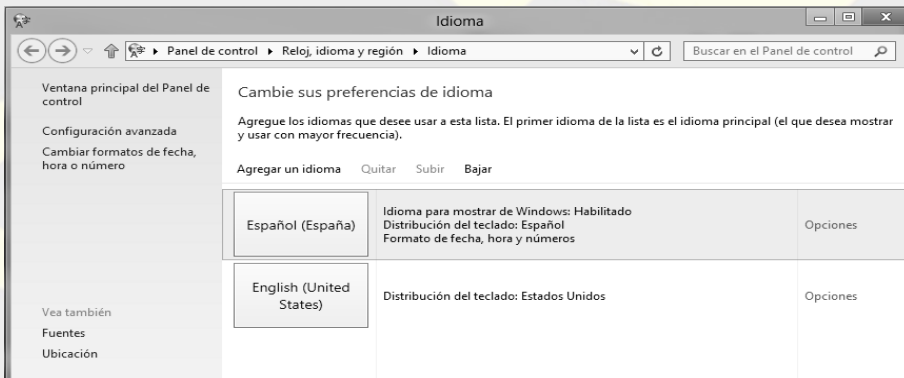 Idioma
Panel de control ▸ Reloj, idioma y región ▸ Idioma
Buscar en el Panel de control
Ventana principal del Panel de
control
Configuración avanzada
Cambiar formatos de fecha,
hora o número
Vea también
Fuentes
Ubicación
Cambie sus preferencias de idioma
Agregue los idiomas que desee usar a esta lista. El primer idioma de la lista es el idioma principal (el que desea mostrar
y usar con mayor frecuencia).
Agregar un idioma Quitar Subir Bajar
Español (España)
Idioma para mostrar de Windows: Habilitado
Distribución del teclado: Español
Formato de fecha, hora y números
Opciones
English (United
States)
Distribución del teclado: Estados Unidos
Opciones